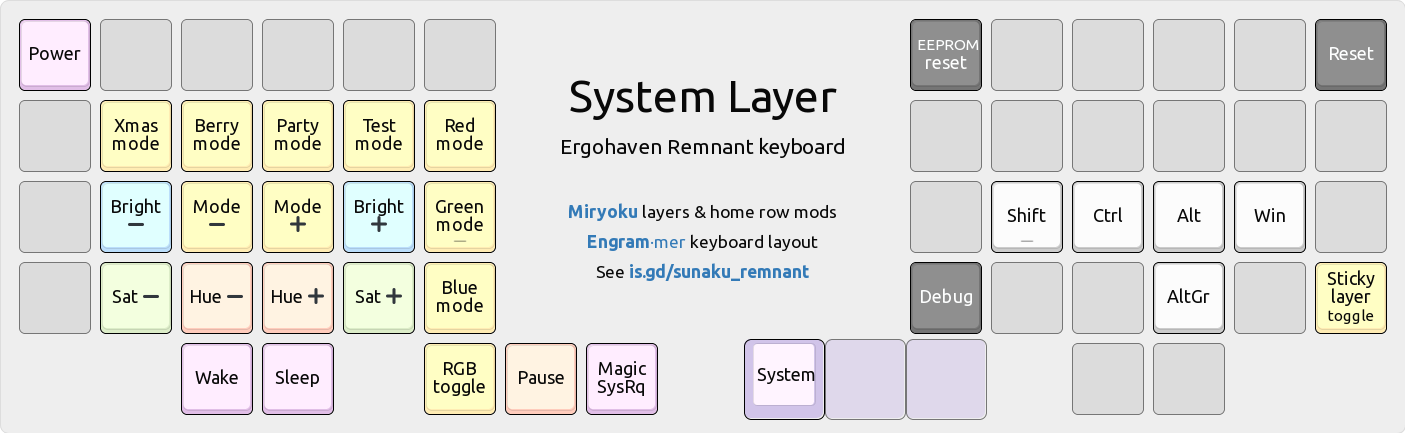 Power
EEPROM
reset
Reset
System Layer
Ergohaven Remnant keyboard
Xmas
mode
Berry
mode
Party
mode
Test
mode
Red
mode
Bright
−
Mode
−
Mode
+
Bright
+
Green
mode
_
Miryoku layers & home row mods
Engram·mer keyboard layout
See is.gd/sunaku_remnant
Shift
_
Ctrl
Alt
Win
Sat −
Hue −
Hue +
Sat +
Blue
mode
Debug
AltGr
Sticky
layer
toggle
Wake
Sleep
RGB
toggle
Pause
Magic
SysRq
System